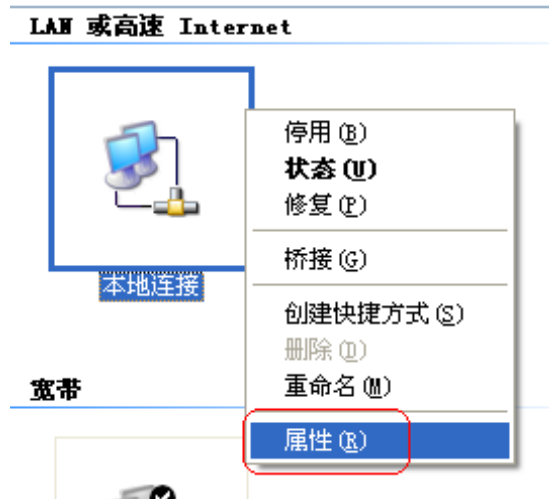 LAN 或高速 Internet
停用(B)
状态(U)
修复(P)
桥接(G)
本地连接
创建快捷方式(S)
删除(D)
重命名(M)
宽带
属性(R)